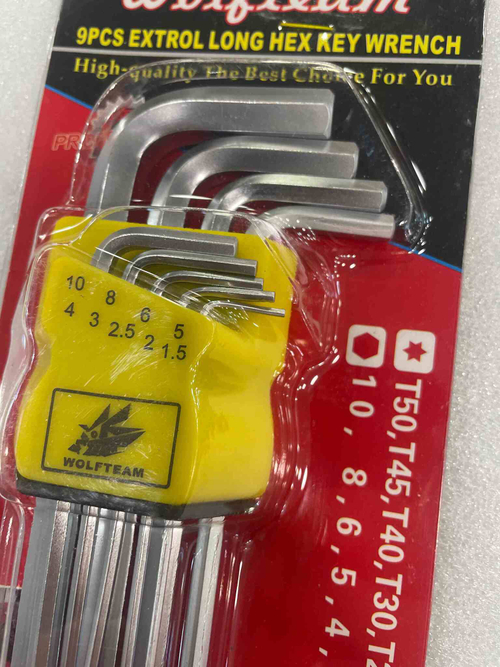 Wolfteam
9PCS EXTROL LONG HEX KEY WRENCH
High-quality The Best Choice For You
10 8 6 5
4 3 2.5 2 1.5
WOLFTEAM
T50,T45,T40,T30,T
10, 8,6,5,4,